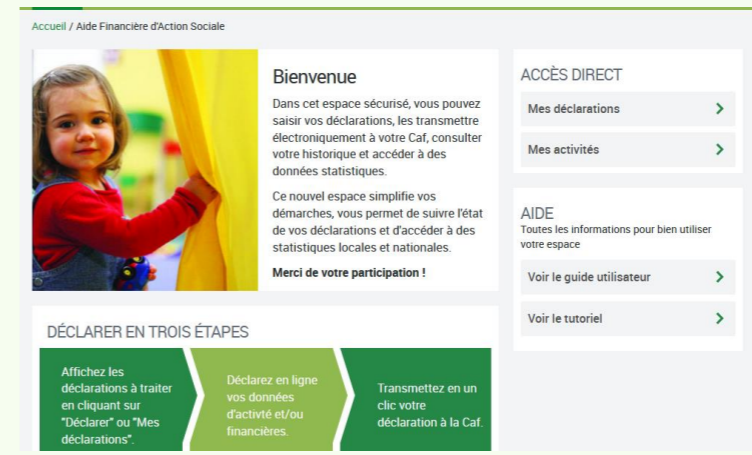 Accueil / Aide Financière d'Action Sociale
Bienvenue
Dans cet espace sécurisé, vous pouvez
saisir vos déclarations, les transmettre
électroniquement à votre Caf, consulter
votre historique et accéder à des
données statistiques.
Ce nouvel espace simplifie vos
démarches, vous permet de suivre l'état
de vos déclarations et d'accéder à des
statistiques locales et nationales.
Merci de votre participation !
ACCÈS DIRECT
Mes déclarations
Mes activités
AIDE
Toutes les informations pour bien utiliser
votre espace
Voir le guide utilisateur
Voir le tutoriel
DÉCLARER EN TROIS ÉTAPES
Affichez les
déclarations à traiter
en cliquant sur
"Déclarer" ou "Mes
déclarations".
Déclarez en ligne
vos données
d'activté et/ou
financières.
Transmettez en un
clic votre
déclaration à la Caf.